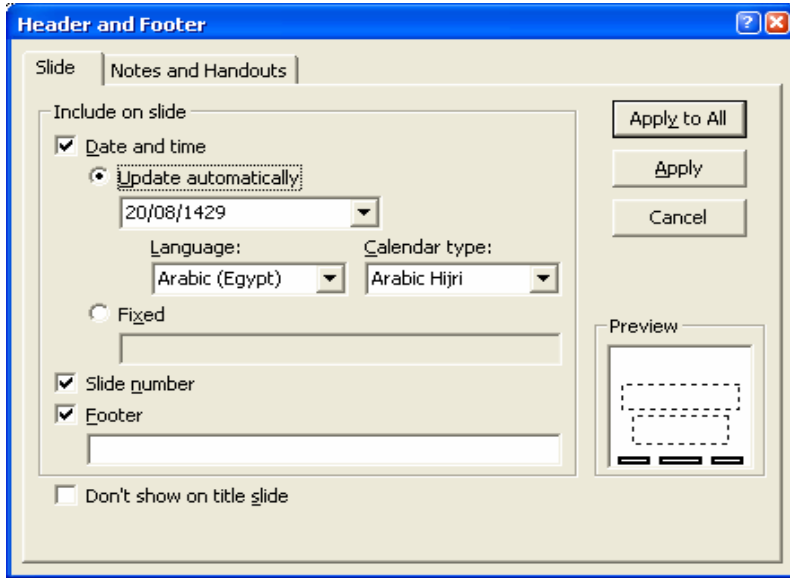 Header and Footer
Slide
Notes and Handouts
Include on slide
Date and time
Update automatically
20/08/1429
Language:
Calendar type:
Arabic (Egypt)
Arabic Hijri
Fixed
Slide number
Footer
Don't show on title slide
Apply to All
Apply
Cancel
Preview